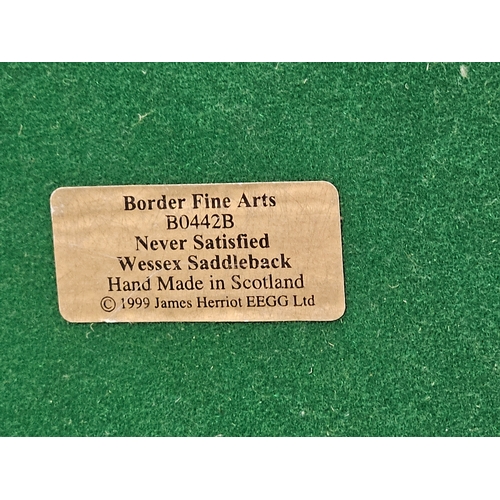 Border Fine Arts
B0442B
Never Satisfied
Wessex Saddleback
Hand Made in Scotland
© 1999 James Herriot EEGG Ltd